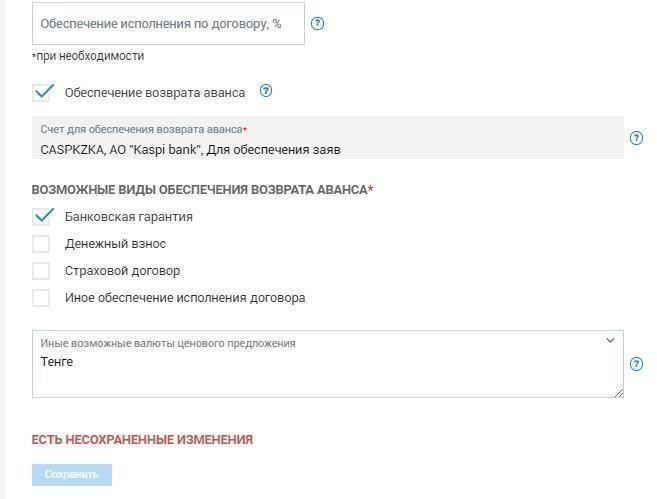 Обеспечение исполнения по договору, %
*при необходимости
Обеспечение возврата аванса
Счет для обеспечения возврата аванса*
CASPKZKA, АО "Kaspi bank", Для обеспечения заяв
ВОЗМОЖНЫЕ ВИДЫ ОБЕСПЕЧЕНИЯ ВОЗВРАТА АВАНСА*
Банковская гарантия
Денежный взнос
Страховой договор
Иное обеспечение исполнения договора
Иные возможные валюты ценового предложения
Тенге
ЕСТЬ НЕСОХРАНЕННЫЕ ИЗМЕНЕНИЯ
Сохранить